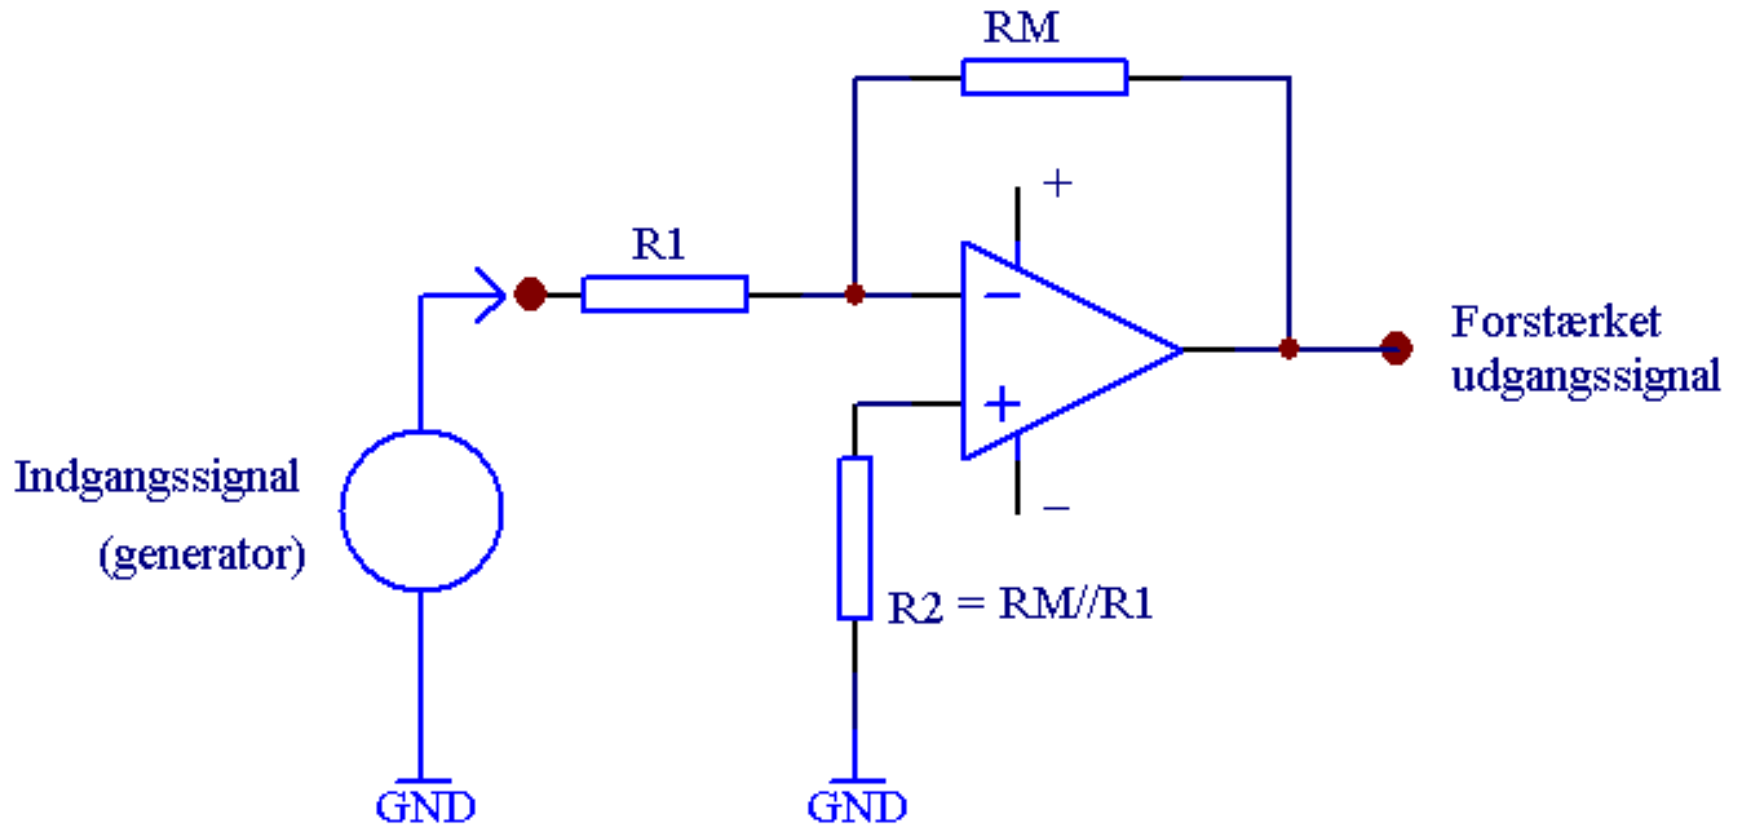 RM
+
R1
−
+
Forstærket
udgangssignal
Indgangssignal
(generator)
−
R2 = RM//R1
GND
GND